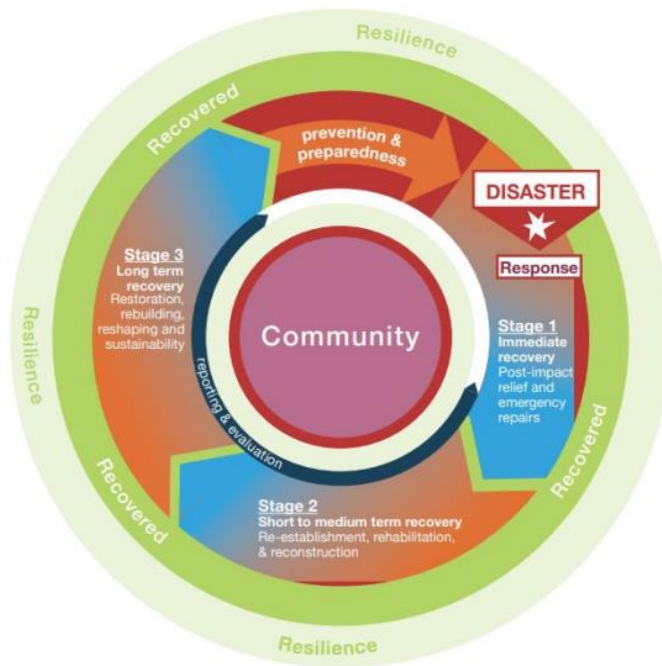 Resilience
Recovered
prevention &
preparedness
DISASTER
Response
Stage 1
Immediate
recovery
Post-impact
relief and
emergency
repairs
Recovered
Stage 2
Short to medium term recovery
Re-establishment, rehabilitation,
& reconstruction
Resilience
Recovered
Stage 3
Long term
recovery
Restoration,
rebuilding,
reshaping and
sustainability
Resilience
reporting & evaluation
Community